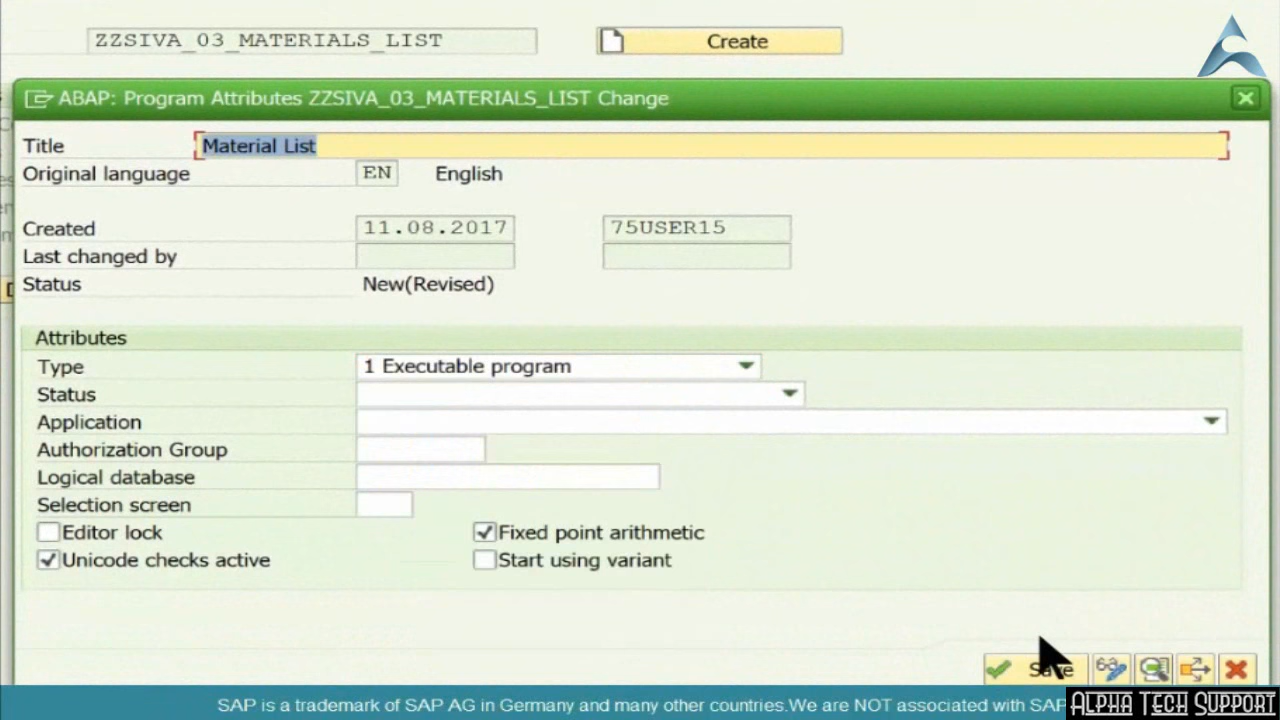 ZZSIVA_03_MATERIALS_LIST
Create
ABAP: Program Attributes ZZSIVA_03_MATERIALS_LIST Change
Title Material List
Original language EN English
Created 11.08.2017 75USER15
Last changed by
Status New(Revised)
Attributes
Type 1 Executable program
Status
Application
Authorization Group
Logical database
Selection screen
Editor lock Fixed point arithmetic
Unicode checks active Start using variant
Save
SAP is a trademark of SAP AG in Germany and many other countries.We are NOT associated with SAP
ALPHA TECH SUPPORT